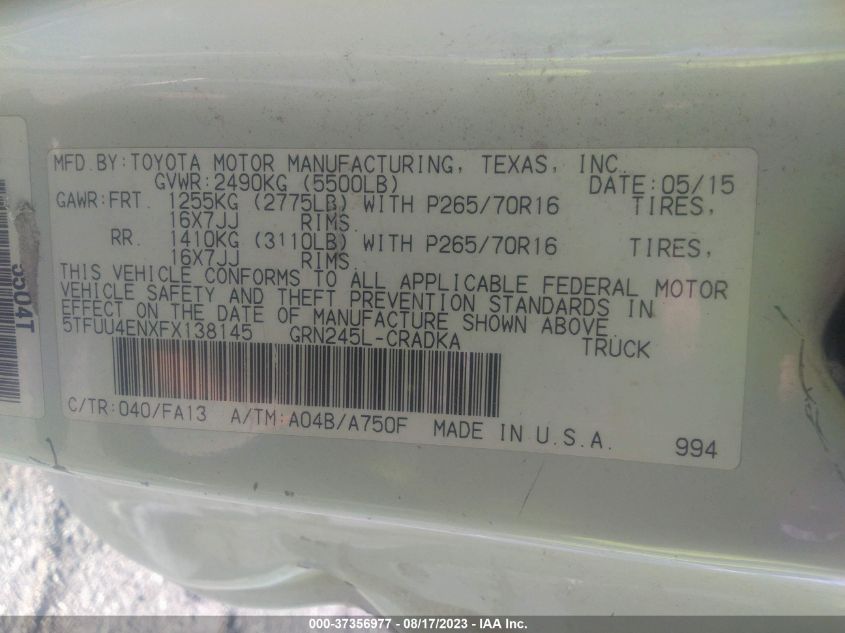 MFD.BY:TOYOTA MOTOR MANUFACTURING, TEXAS, INC.
GVWR:2490KG (5500LB) DATE:05/15
GAWR:FRT. 1255KG (2775LB) WITH P265/70R16 TIRES,
16X7JJ RIMS
RR. 1410KG (3110LB) WITH P265/70R16 TIRES,
16X7JJ RIMS
THIS VEHICLE CONFORMS TO ALL APPLICABLE FEDERAL MOTOR
VEHICLE SAFETY AND THEFT PREVENTION STANDARDS IN
EFFECT ON THE DATE OF MANUFACTURE SHOWN ABOVE.
5TFUU4ENXFX138145 GRN245L-CRADKA TRUCK
C/TR:040/FA13 A/TM:A04B/A750F MADE IN U.S.A.
994
5504T
000-37356977 - 08/17/2023 - IAA Inc.